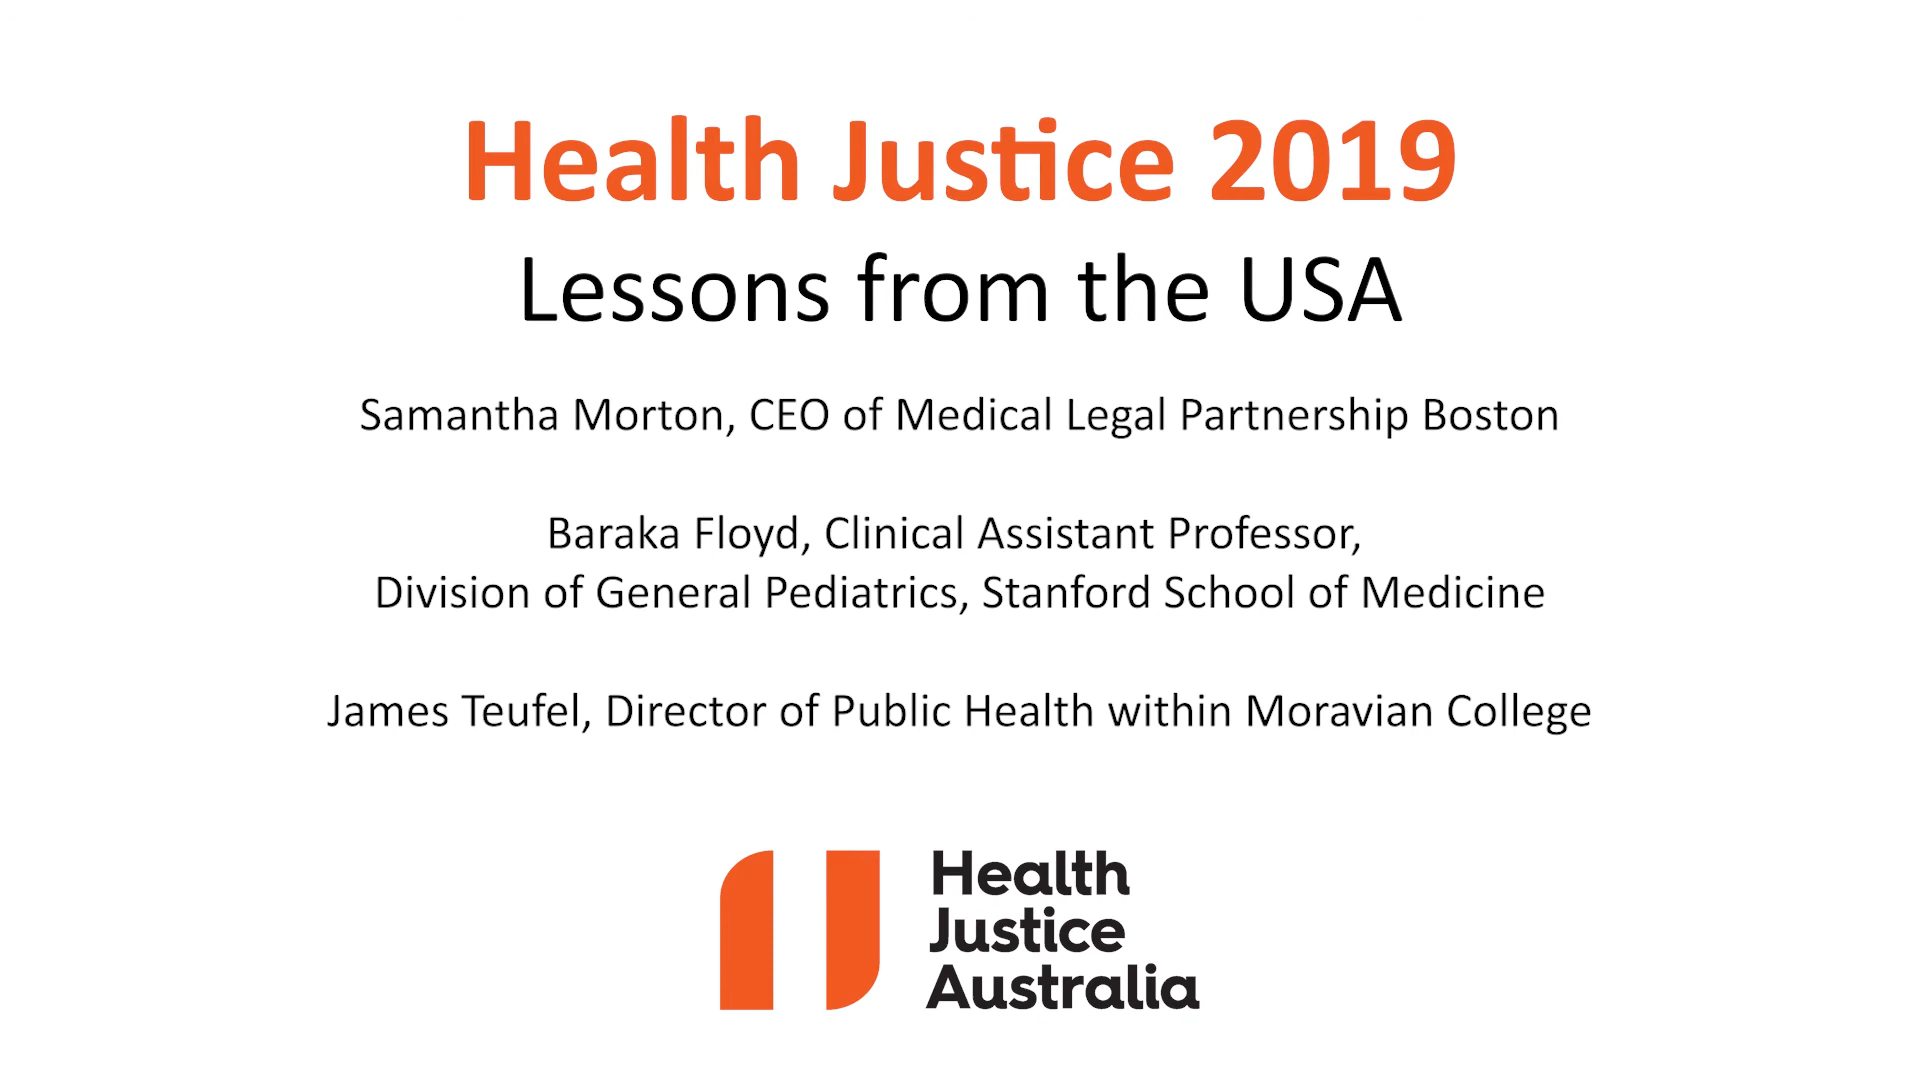 Health Justice 2019
Lessons from the USA
Samantha Morton, CEO of Medical Legal Partnership Boston
Baraka Floyd, Clinical Assistant Professor,
Division of General Pediatrics, Stanford School of Medicine
James Teufel, Director of Public Health within Moravian College
Health
Justice
Australia